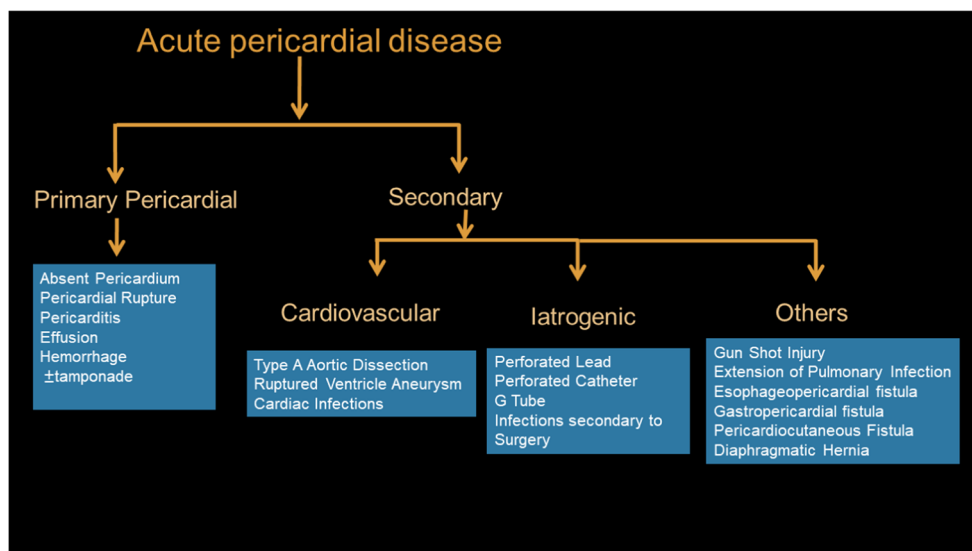 Acute pericardial disease
Primary Pericardial
Secondary
Absent Pericardium
Pericardial Rupture
Pericarditis
Effusion
Hemorrhage
±tamponade
Cardiovascular
Iatrogenic
Others
Type A Aortic Dissection
Ruptured Ventricle Aneurysm
Cardiac Infections
Perforated Lead
Perforated Catheter
G Tube
Infections secondary to
Surgery
Gun Shot Injury
Extension of Pulmonary Infection
Esophageopericardial fistula
Gastropericardial fistula
Pericardiocutaneous Fistula
Diaphragmatic Hernia